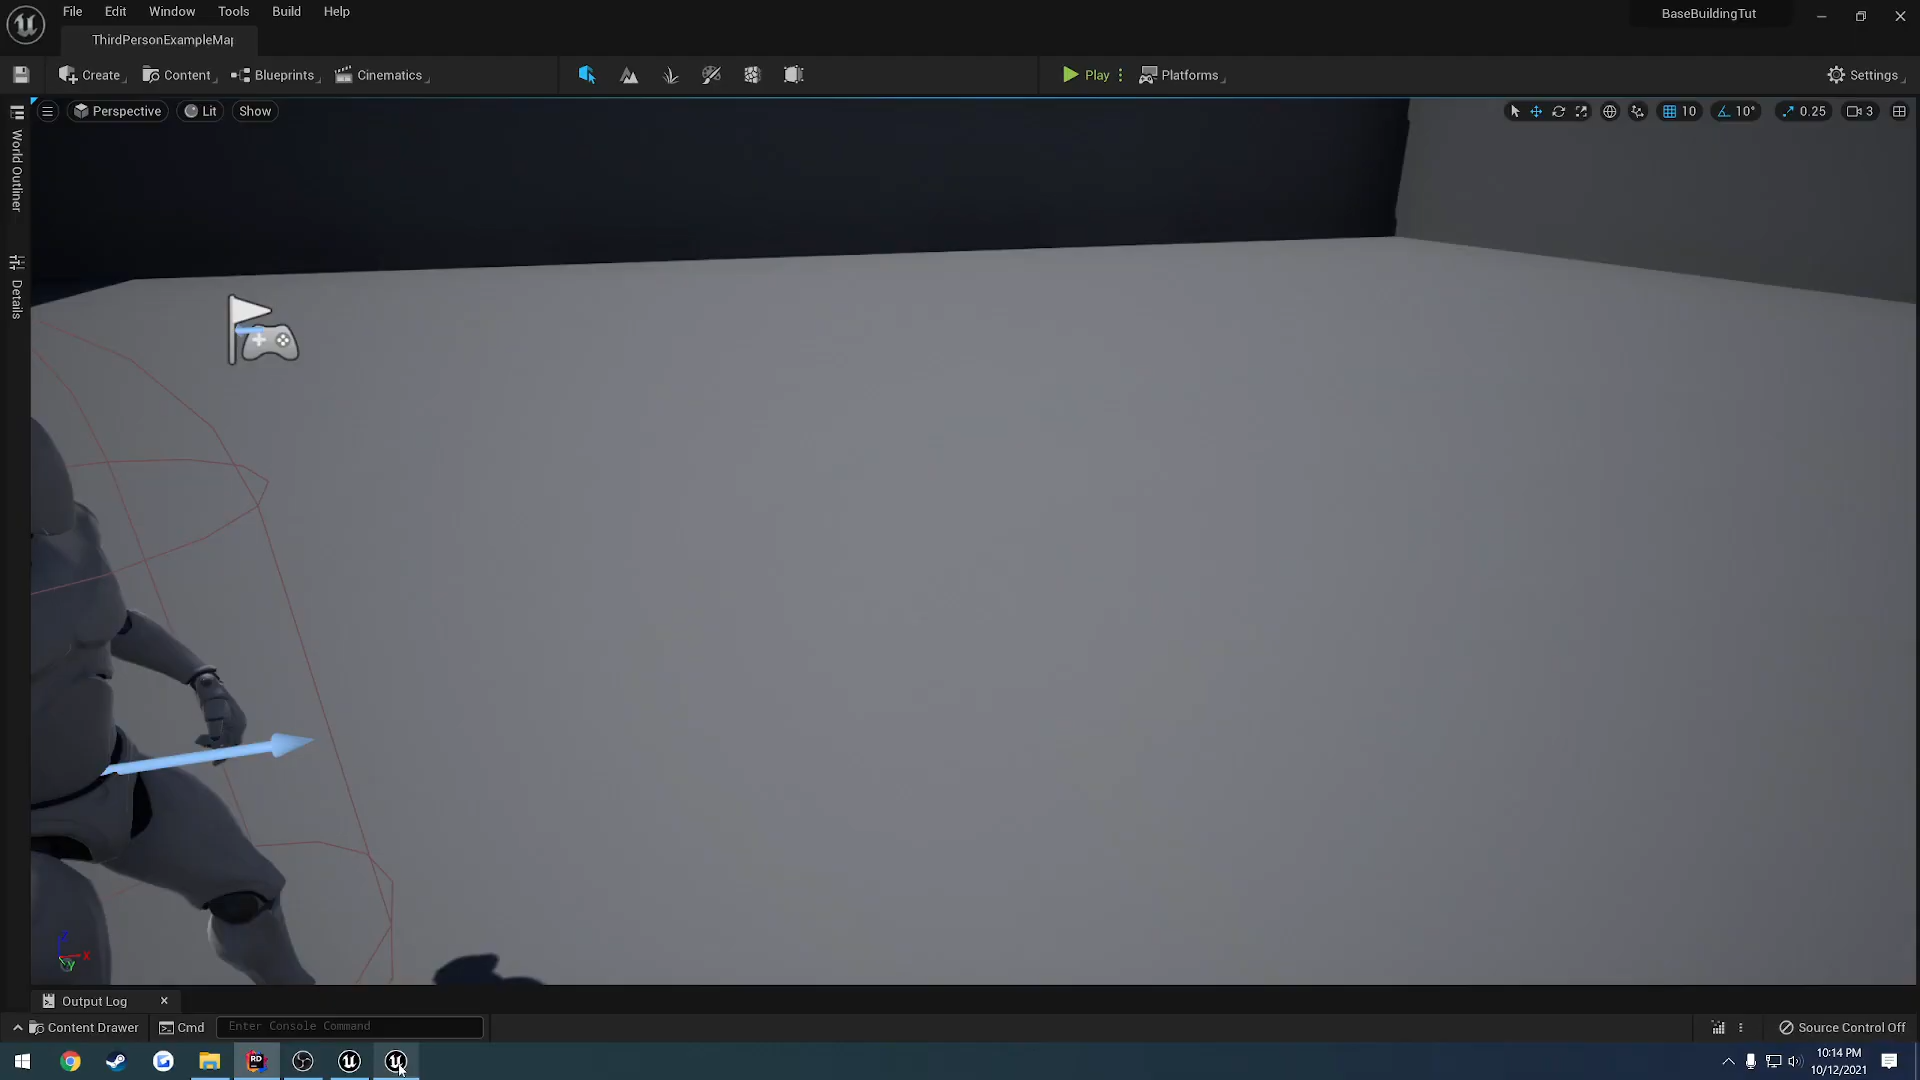 File Edit Window Tools Build Help
BaseBuildingTut
ThirdPersonExampleMap
Create Content Blueprints Cinematics Play Platforms Settings
Perspective Lit Show 10 10° 0.25 3
World Outliner
Details
Z
X
Y
Output Log
Content Drawer Cmd Enter Console Command Source Control Off
RD
10:14 PM
10/12/2021